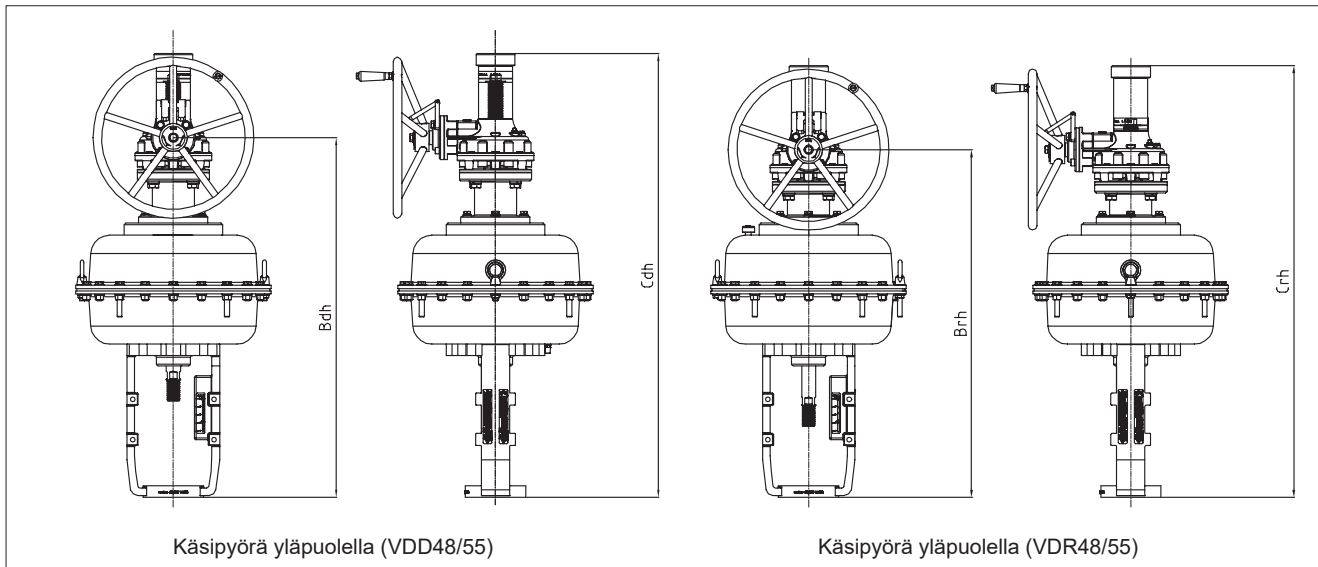 Bdh
Cdh
Brh
Crh
Käsipyörä yläpuolella (VDD48/55)
Käsipyörä yläpuolella (VDR48/55)